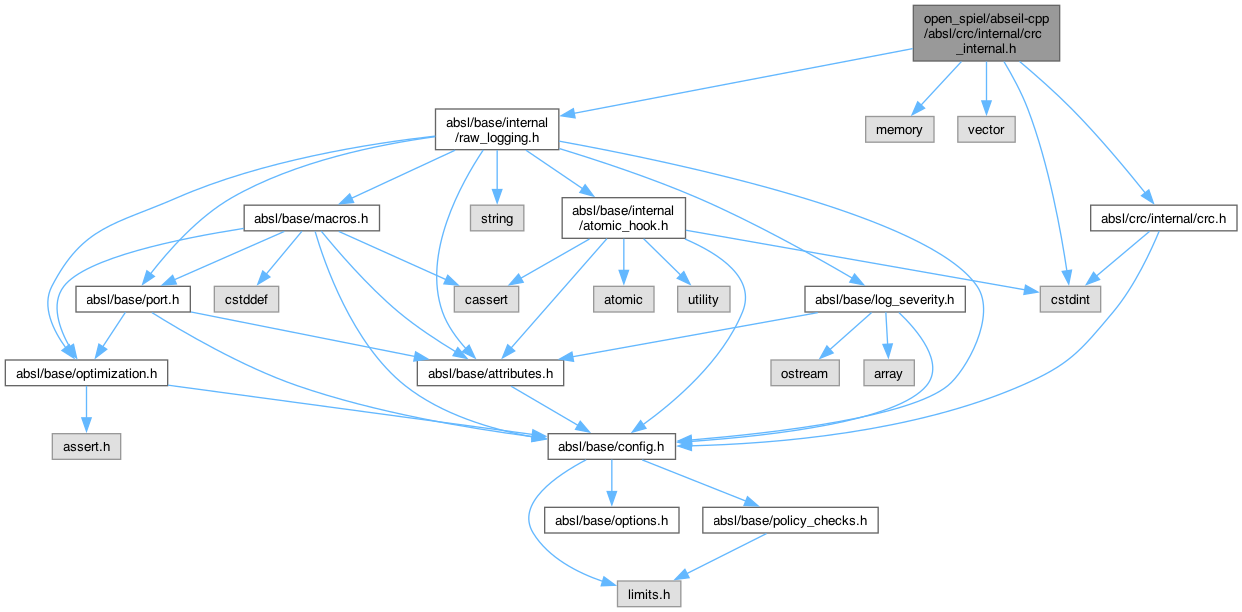 open_spiel/abseil-cpp
/absl/crc/internal/crc
_internal.h
absl/base/internal
/raw_logging.h
memory
vector
absl/base/macros.h
string
absl/base/internal
/atomic_hook.h
absl/crc/internal/crc.h
absl/base/port.h
cstddef
cassert
atomic
utility
absl/base/log_severity.h
cstdint
absl/base/optimization.h
absl/base/attributes.h
ostream
array
assert.h
absl/base/config.h
absl/base/options.h
absl/base/policy_checks.h
limits.h